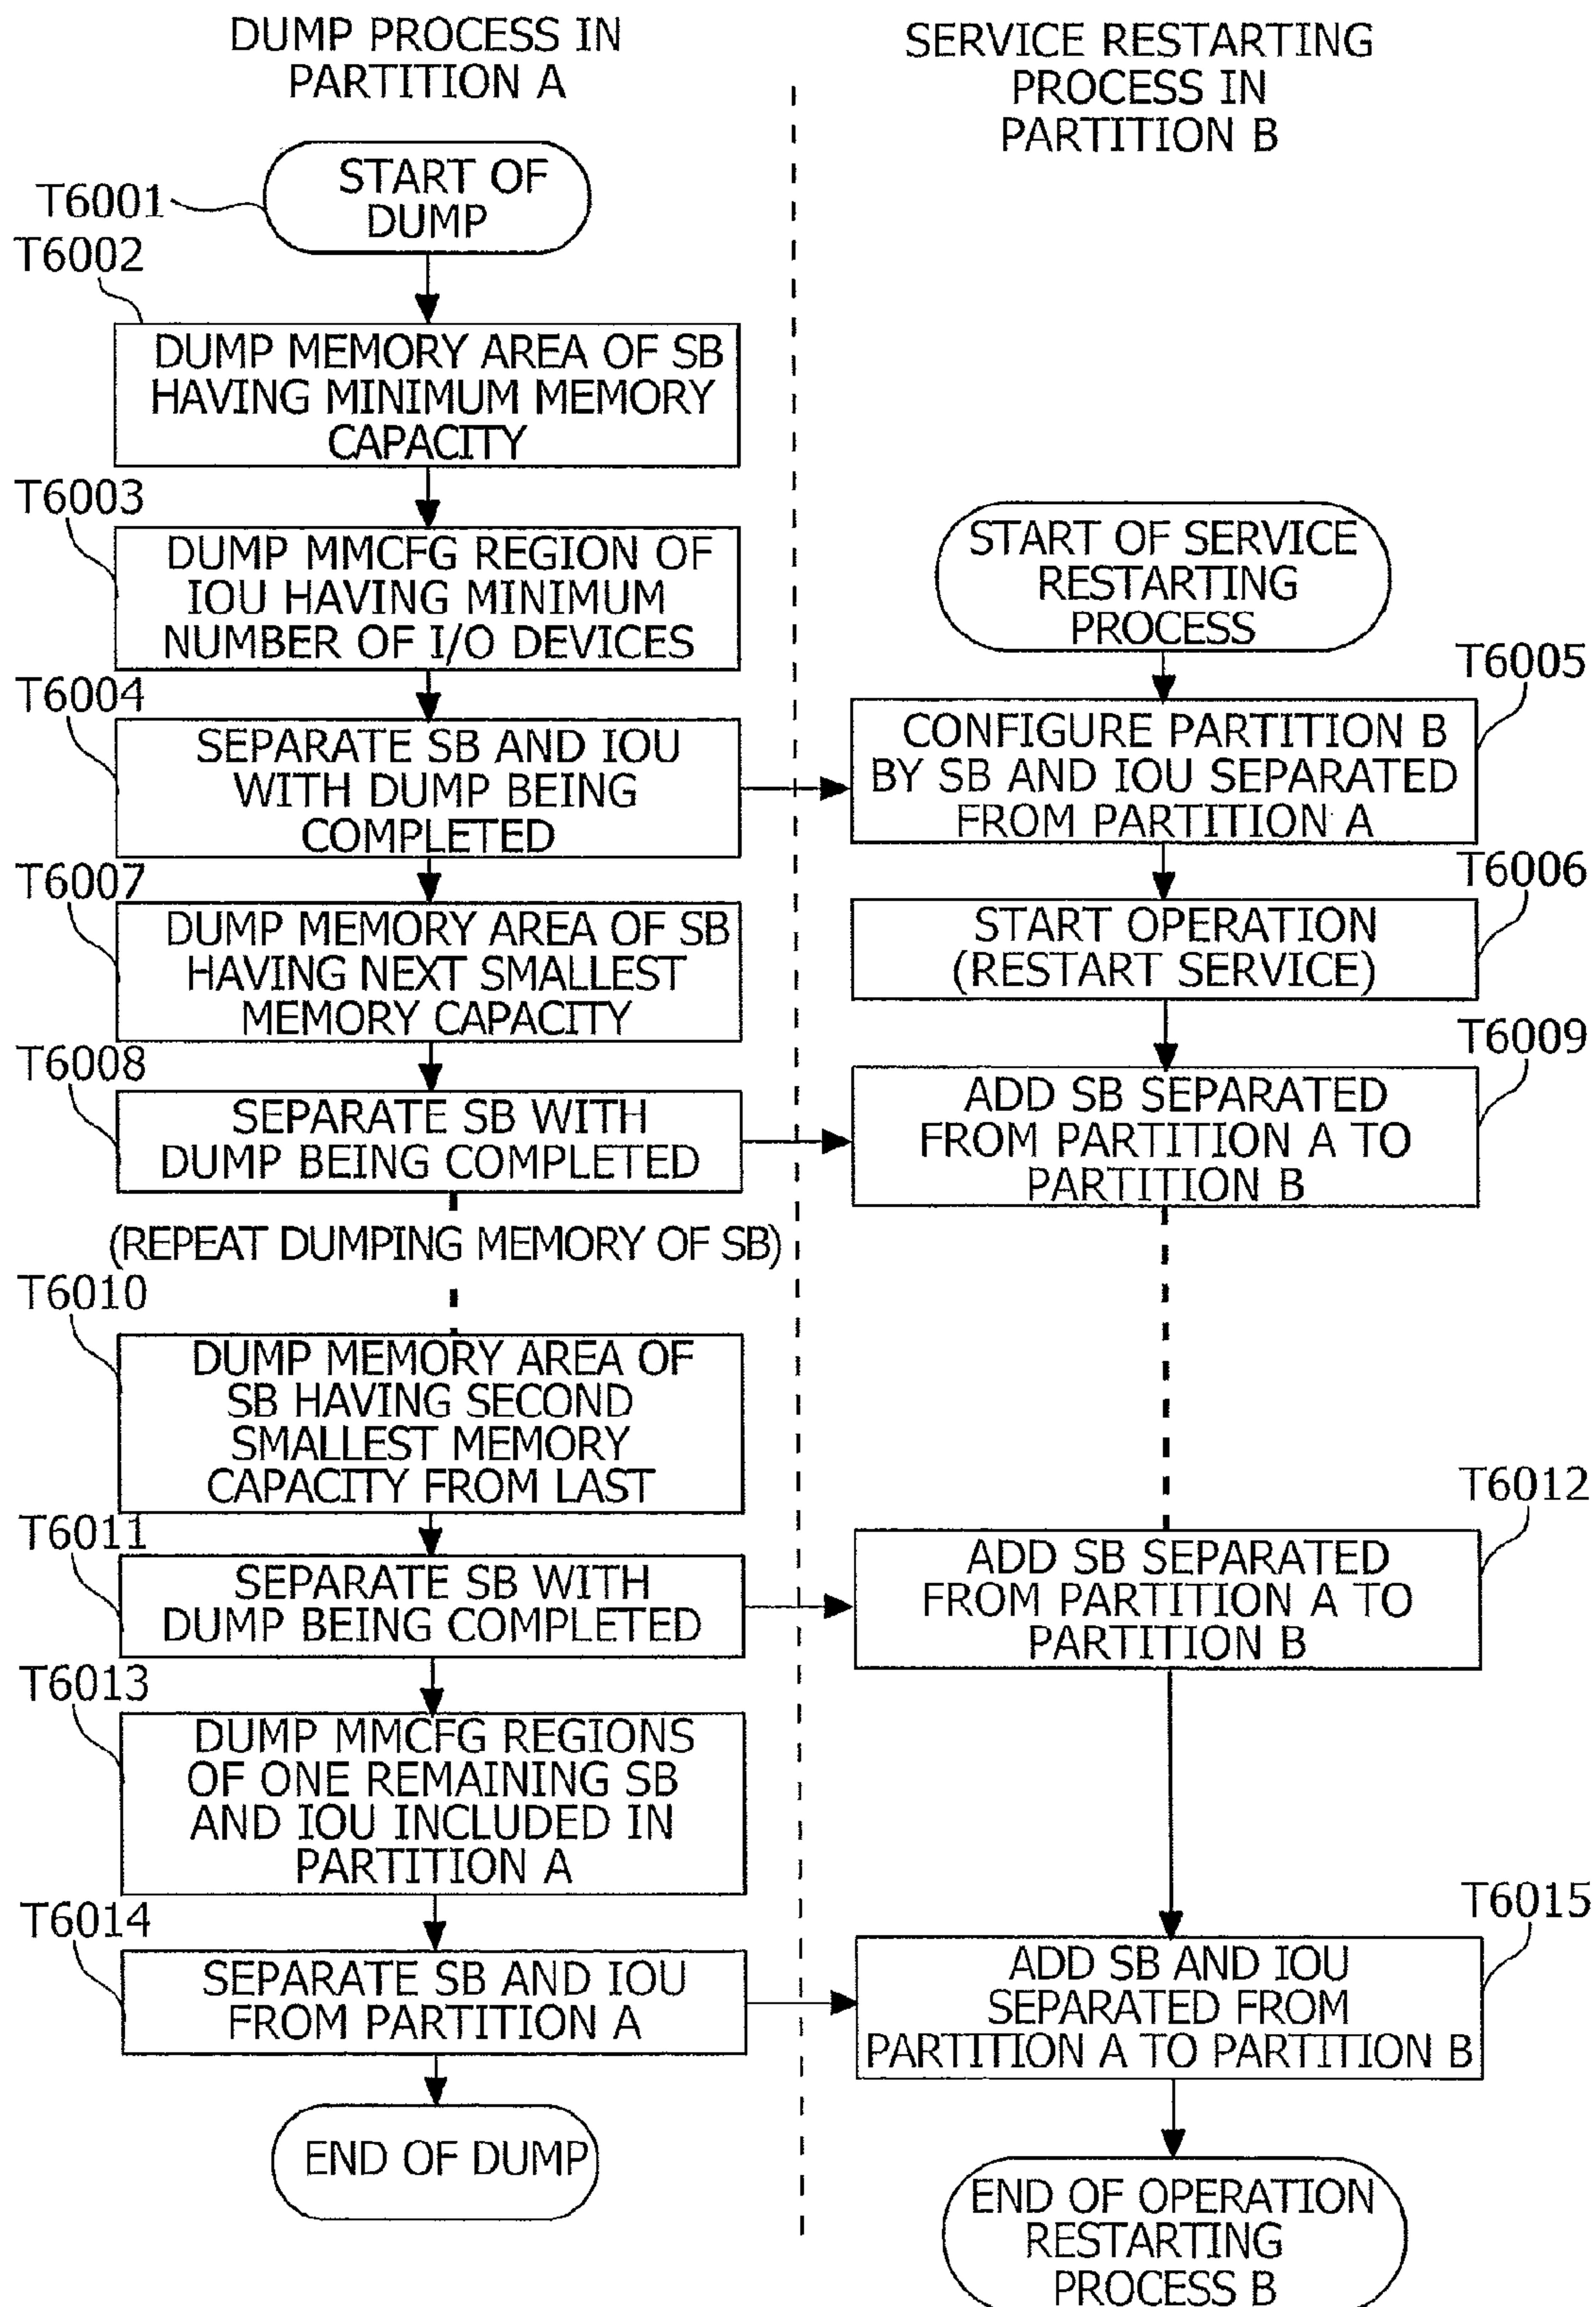 DUMP PROCESS IN
PARTITION A
SERVICE RESTARTING
PROCESS IN
PARTITION B
T6001
START OF
DUMP
T6002
DUMP MEMORY AREA OF SB
HAVING MINIMUM MEMORY
CAPACITY
T6003
DUMP MMCFG REGION OF
IOU HAVING MINIMUM
NUMBER OF I/O DEVICES
START OF SERVICE
RESTARTING
PROCESS
T6004
SEPARATE SB AND IOU
WITH DUMP BEING
COMPLETED
T6005
CONFIGURE PARTITION B
BY SB AND IOU SEPARATED
FROM PARTITION A
T6007
DUMP MEMORY AREA OF SB
HAVING NEXT SMALLEST
MEMORY CAPACITY
T6006
START OPERATION
(RESTART SERVICE)
T6008
SEPARATE SB WITH
DUMP BEING COMPLETED
T6009
ADD SB SEPARATED
FROM PARTITION A TO
PARTITION B
(REPEAT DUMPING MEMORY OF SB)
T6010
DUMP MEMORY AREA OF
SB HAVING SECOND
SMALLEST MEMORY
CAPACITY FROM LAST
T6011
SEPARATE SB WITH
DUMP BEING COMPLETED
T6012
ADD SB SEPARATED
FROM PARTITION A TO
PARTITION B
T6013
DUMP MMCFG REGIONS
OF ONE REMAINING SB
AND IOU INCLUDED IN
PARTITION A
T6014
SEPARATE SB AND IOU
FROM PARTITION A
T6015
ADD SB AND IOU
SEPARATED FROM
PARTITION A TO PARTITION B
END OF DUMP
END OF OPERATION
RESTARTING
PROCESS B